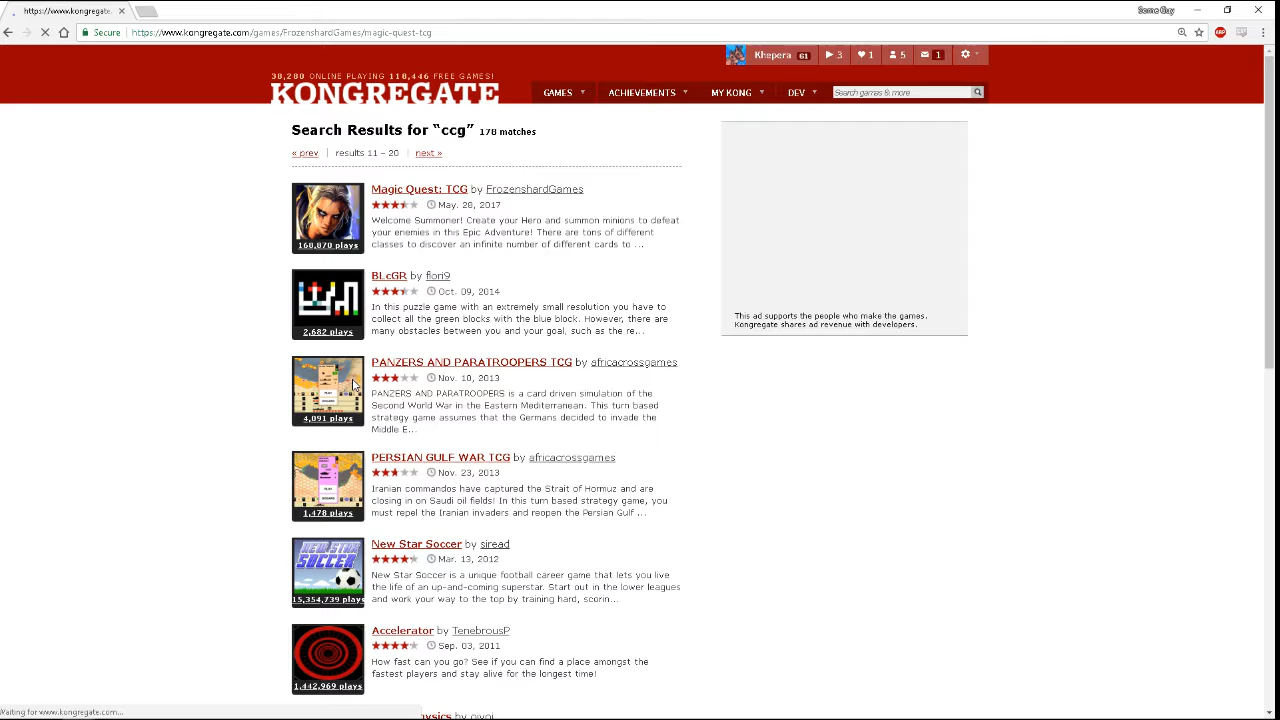 https://www.kongregate.
Some Guy
Secure
https://www.kongregate.com/games/FrozenshardGames/magic-quest-tcg
Khepera 61 3 1 5 1
38,280 ONLINE PLAYING 118,446 FREE GAMES!
KONGREGATE
GAMES ACHIEVEMENTS MY KONG DEV Search games & more
Search Results for "ccg" 178 matches
« prev results 11 - 20 next »
Magic Quest: TCG by FrozenshardGames
May. 28, 2017
Welcome Summoner! Create your Hero and summon minions to defeat
your enemies in this Epic Adventure! There are tons of different
classes to discover an infinite number of different cards to ...
168,870 plays
BLcGR by flori9
Oct. 09, 2014
In this puzzle game with an extremely small resolution you have to
collect all the green blocks with the blue block. However, there are
many obstacles between you and your goal, such as the re...
2,682 plays
This ad supports the people who make the games.
Kongregate shares ad revenue with developers.
PANZERS AND PARATROOPERS TCG by africacrossgames
Nov. 10, 2013
PANZERS AND PARATROOPERS is a card driven simulation of the
Second World War in the Eastern Mediterranean. This turn based
strategy game assumes that the Germans decided to invade the
Middle E...
4,091 plays
PERSIAN GULF WAR TCG by africacrossgames
Nov. 23, 2013
Iranian commandos have captured the Strait of Hormuz and are
closing in on Saudi oil fields! In this turn based strategy game, you
must repel the Iranian invaders and reopen the Persian Gulf ...
1,478 plays
New Star Soccer by siread
Mar. 13, 2012
NEW STAR
SOCCER
New Star Soccer is a unique football career game that lets you live
the life of an up-and-coming superstar. Start out in the lower leagues
and work your way to the top by training hard, scorin...
15,354,739 plays
Accelerator by TenebrousP
Sep. 03, 2011
How fast can you go? See if you can find a place amongst the
fastest players and stay alive for the longest time!
1,442,969 plays
Waiting for www.kongregate.com...